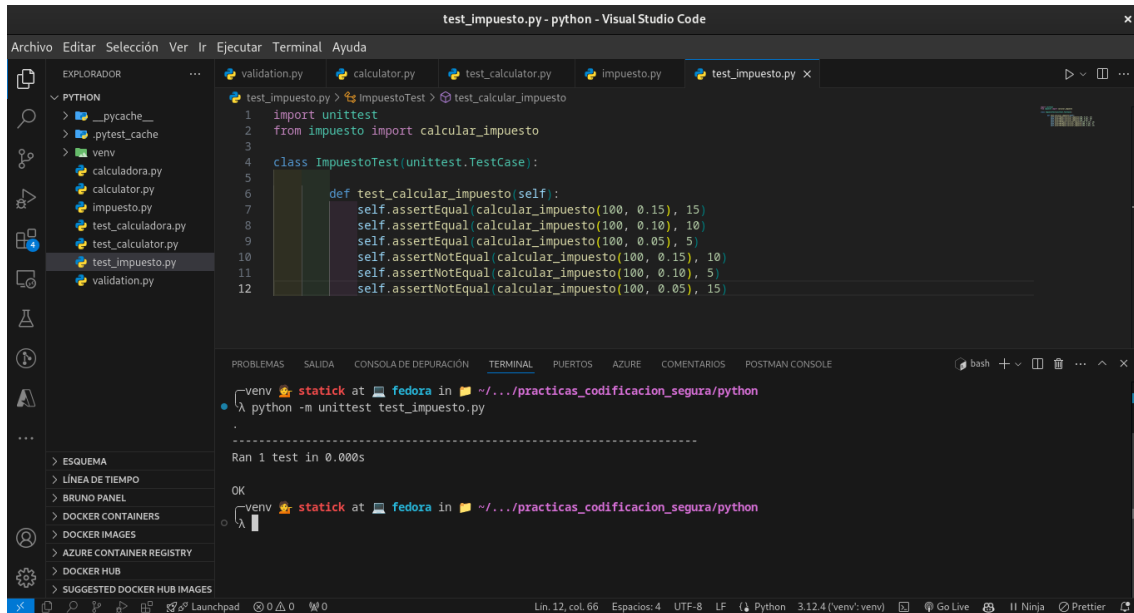 test_impuesto.py - python - Visual Studio Code
Archivo Editar Selección Ver Ir Ejecutar Terminal Ayuda
EXPLORADOR
validation.py calculator.py test_calculator.py impuesto.py test_impuesto.py
PYTHON
__pycache__
.pytest_cache
venv
calculadora.py
calculator.py
impuesto.py
test_calculadora.py
test_calculator.py
test_impuesto.py
validation.py
test_impuesto.py > ImpuestoTest > test_calcular_impuesto
1 import unittest
2 from impuesto import calcular_impuesto
3
4 class ImpuestoTest(unittest.TestCase):
5
6 def test_calcular_impuesto(self):
7 self.assertEqual(calcular_impuesto(100, 0.15), 15)
8 self.assertEqual(calcular_impuesto(100, 0.10), 10)
9 self.assertEqual(calcular_impuesto(100, 0.05), 5)
10 self.assertNotEqual(calcular_impuesto(100, 0.15), 10)
11 self.assertNotEqual(calcular_impuesto(100, 0.10), 5)
12 self.assertNotEqual(calcular_impuesto(100, 0.05), 15)
4
PROBLEMAS SALIDA CONSOLA DE DEPURACIÓN TERMINAL PUERTOS AZURE COMENTARIOS POSTMAN CONSOLE bash
venv statick at fedora in ~/.../practicas_codificacion_segura/python
λ python -m unittest test_impuesto.py
.
----------------------------------------------------------------------
Ran 1 test in 0.000s
OK
venv statick at fedora in ~/.../practicas_codificacion_segura/python
λ
ESQUEMA
LÍNEA DE TIEMPO
BRUNO PANEL
DOCKER CONTAINERS
DOCKER IMAGES
AZURE CONTAINER REGISTRY
DOCKER HUB
SUGGESTED DOCKER HUB IMAGES
Launchpad 0 0 0 Lín. 12, col. 66 Espacios: 4 UTF-8 LF Python 3.12.4 ('venv': venv) Go Live Ninja Prettier